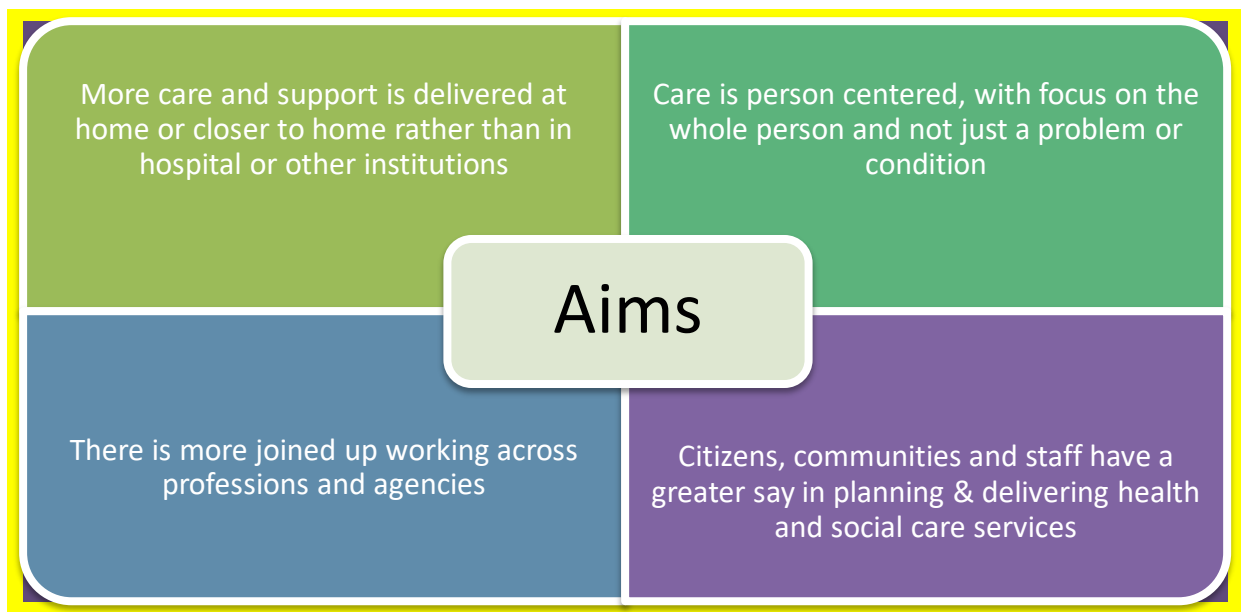 More care and support is delivered at
home or closer to home rather than in
hospital or other institutions
Care is person centered, with focus on the
whole person and not just a problem or
condition
Aims
There is more joined up working across
professions and agencies
Citizens, communities and staff have a
greater say in planning & delivering health
and social care services